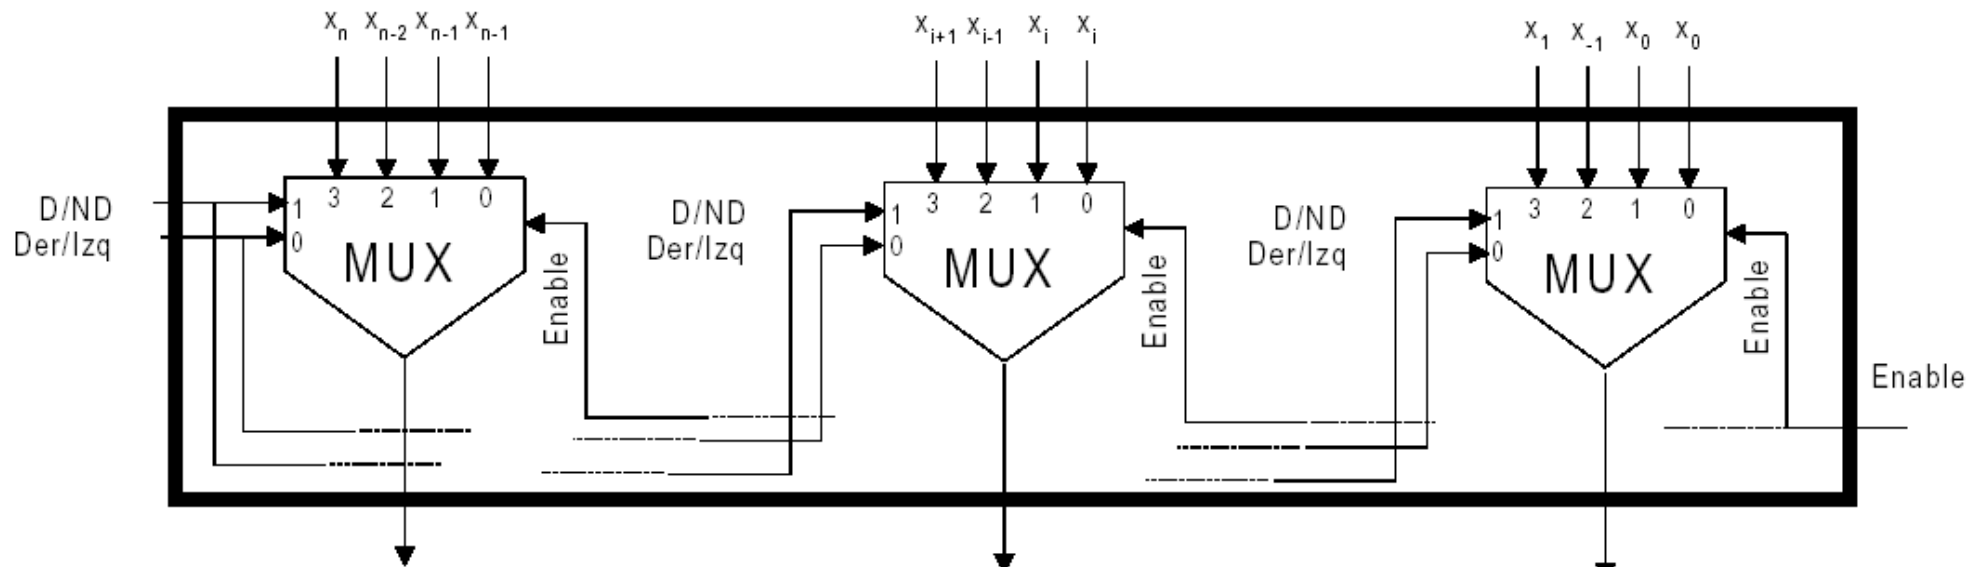 xₙ xₙ₋₂ xₙ₋₁ xₙ₋₁
xᵢ₊₁ xᵢ₋₁ xᵢ xᵢ
x₁ x₋₁ x₀ x₀
D/ND
Der/Izq
1
0
3 2 1 0
MUX
Enable
D/ND
Der/Izq
1
0
3 2 1 0
MUX
Enable
D/ND
Der/Izq
1
0
3 2 1 0
MUX
Enable
Enable